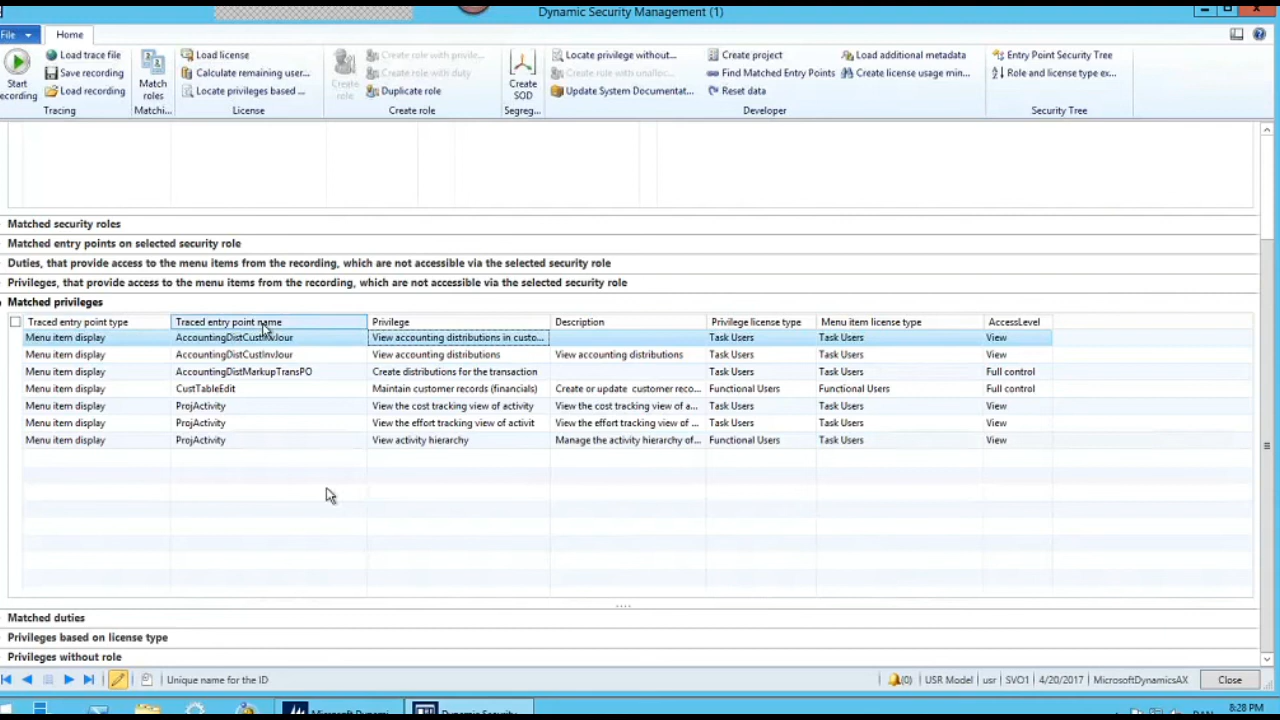 Dynamic Security Management (1)
File
Home
Load trace file
Load license
Create role with privile...
Locate privilege without...
Create project
Load additional metadata
Entry Point Security Tree
Start
Save recording
Match
Calculate remaining user...
Create
Create role with duty
Create
Create role with unalloc...
Find Matched Entry Points
Create license usage min...
Role and license type ex...
Load recording
roles
Locate privileges based ...
role
Duplicate role
SOD
Update System Documentat...
Reset data
Tracing
Matchi...
License
Create role
Segreg...
Developer
Security Tree
Matched security roles
Matched entry points on selected security role
Duties, that provide access to the menu items from the recording, which are not accessible via the selected security role
Privileges, that provide access to the menu items from the recording, which are not accessible via the selected security role
Matched privileges
Traced entry point type Traced entry point name Privilege Description Privilege license type Menu item license type AccessLevel
Menu item display AccountingDistCustInvJour View accounting distributions in custo... Task Users Task Users View
Menu item display AccountingDistCustInvJour View accounting distributions View accounting distributions Task Users Task Users View
Menu item display AccountingDistMarkupTransPO Create distributions for the transaction Task Users Task Users Full control
Menu item display CustTableEdit Maintain customer records (financials) Create or update customer reco... Functional Users Functional Users Full control
Menu item display ProjActivity View the cost tracking view of activity View the cost tracking view of a... Task Users Task Users View
Menu item display ProjActivity View the effort tracking view of activit View the effort tracking view of ... Task Users Task Users View
Menu item display ProjActivity View activity hierarchy Manage the activity hierarchy of... Functional Users Task Users View
Matched duties
Privileges based on license type
Privileges without role
Unique name for the ID
(0) USR Model usr SVO1 4/20/2017 MicrosoftDynamicsAX Close
8:28 PM